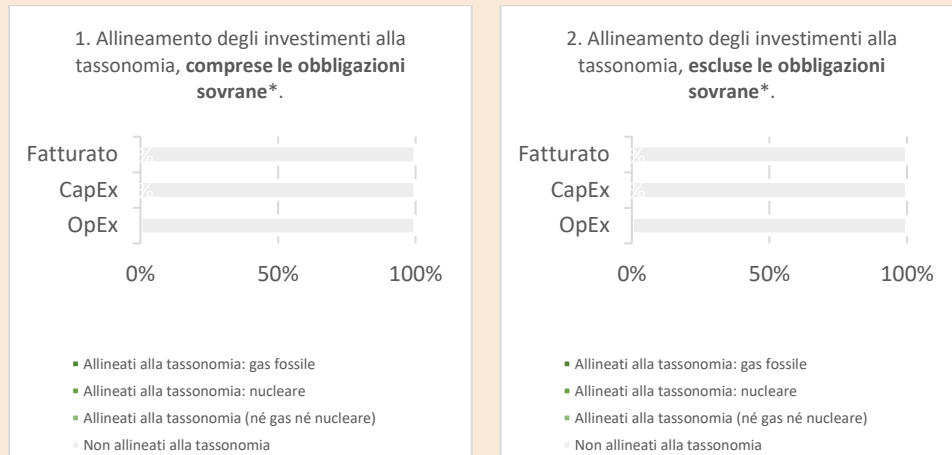 1. Allineamento degli investimenti alla
tassonomia, comprese le obbligazioni
sovrane*.
Fatturato
CapEx
OpEx
0% 50% 100%
Allineati alla tassonomia: gas fossile
Allineati alla tassonomia: nucleare
Allineati alla tassonomia (né gas né nucleare)
Non allineati alla tassonomia
2. Allineamento degli investimenti alla
tassonomia, escluse le obbligazioni
sovrane*.
Fatturato
CapEx
OpEx
0% 50% 100%
Allineati alla tassonomia: gas fossile
Allineati alla tassonomia: nucleare
Allineati alla tassonomia (né gas né nucleare)
Non allineati alla tassonomia